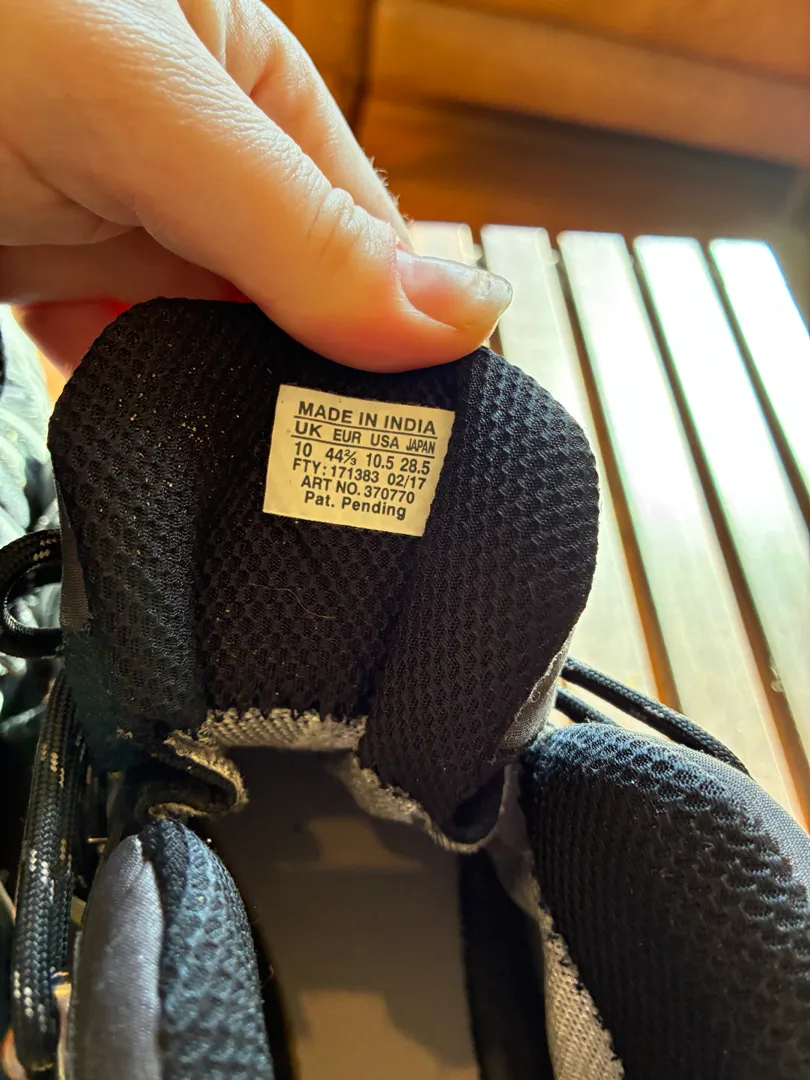 MADE IN INDIA
UK EUR USA JAPAN
10 44⅔ 10.5 28.5
FTY: 171383 02/17
ART NO. 370770
Pat. Pending